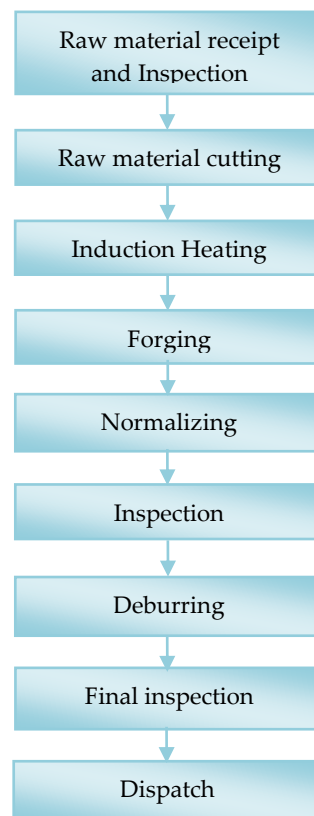 Raw material receipt
and Inspection
Raw material cutting
Induction Heating
Forging
Normalizing
Inspection
Deburring
Final inspection
Dispatch